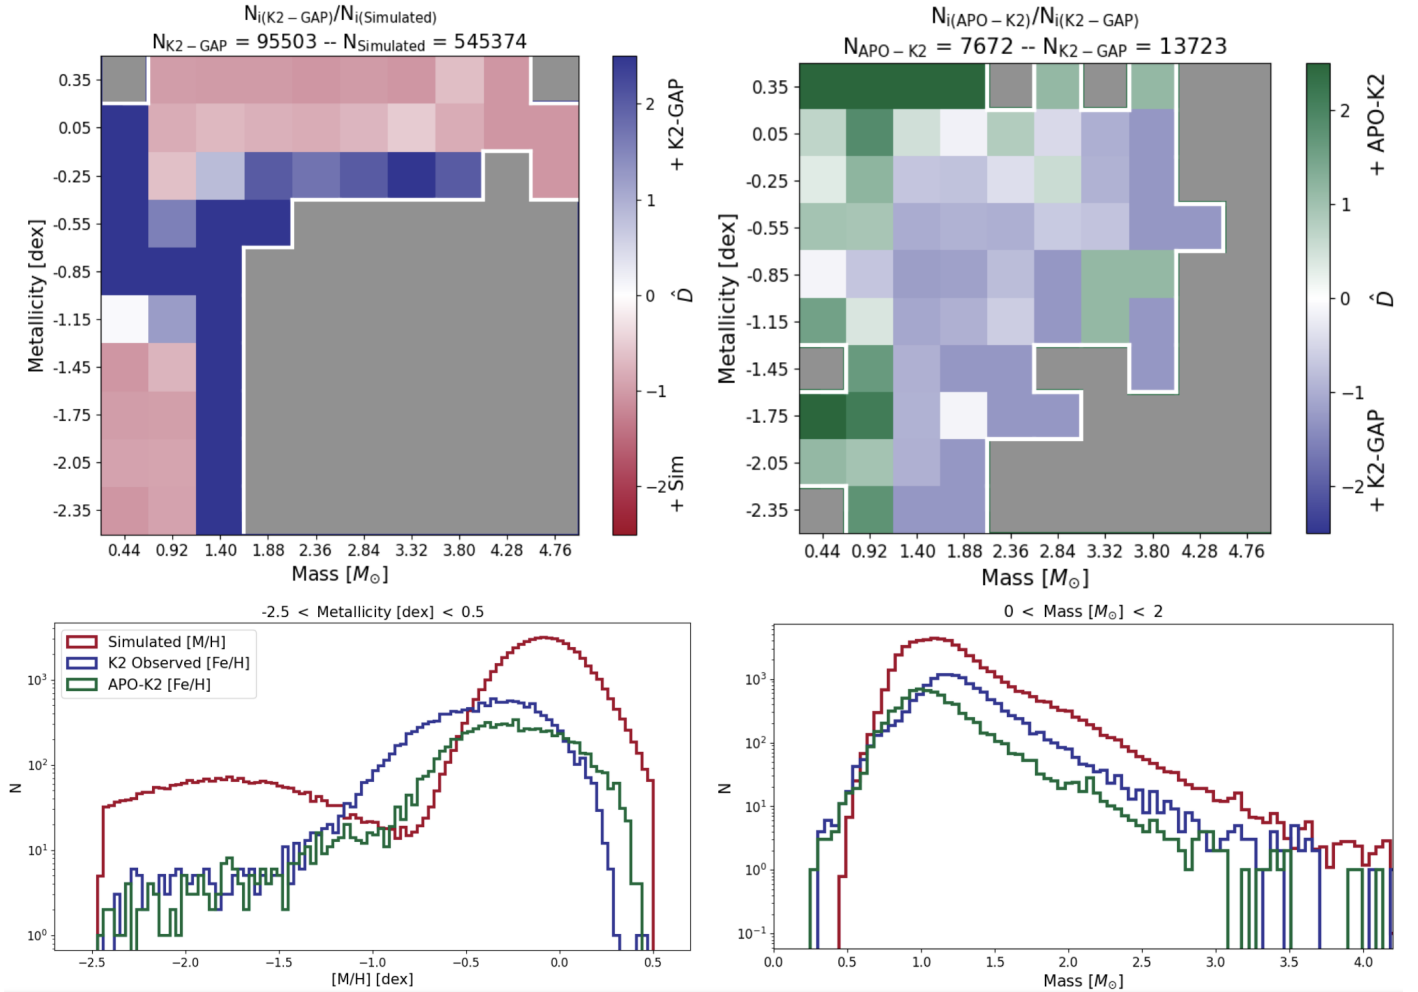 N_i(K2−GAP)/N_i(Simulated)
N_K2−GAP = 95503 -- N_Simulated = 545374
0.35
0.05
-0.25
-0.55
-0.85
-1.15
-1.45
-1.75
-2.05
-2.35
Metallicity [dex]
0.44 0.92 1.40 1.88 2.36 2.84 3.32 3.80 4.28 4.76
Mass [M⊙]
2
1
0
−1
−2
+ K2-GAP
D̂
+ Sim
N_i(APO−K2)/N_i(K2−GAP)
N_APO−K2 = 7672 -- N_K2−GAP = 13723
0.35
0.05
-0.25
-0.55
-0.85
-1.15
-1.45
-1.75
-2.05
-2.35
Metallicity [dex]
0.44 0.92 1.40 1.88 2.36 2.84 3.32 3.80 4.28 4.76
Mass [M⊙]
2
1
0
−1
−2
+ APO-K2
D̂
+ K2-GAP
-2.5 < Metallicity [dex] < 0.5
Simulated [M/H]
K2 Observed [Fe/H]
APO-K2 [Fe/H]
10³
10²
10¹
10⁰
N
−2.5 −2.0 −1.5 −1.0 −0.5 0.0 0.5
[M/H] [dex]
0 < Mass [M⊙] < 2
10³
10²
10¹
10⁰
10⁻¹
N
0.0 0.5 1.0 1.5 2.0 2.5 3.0 3.5 4.0
Mass [M⊙]